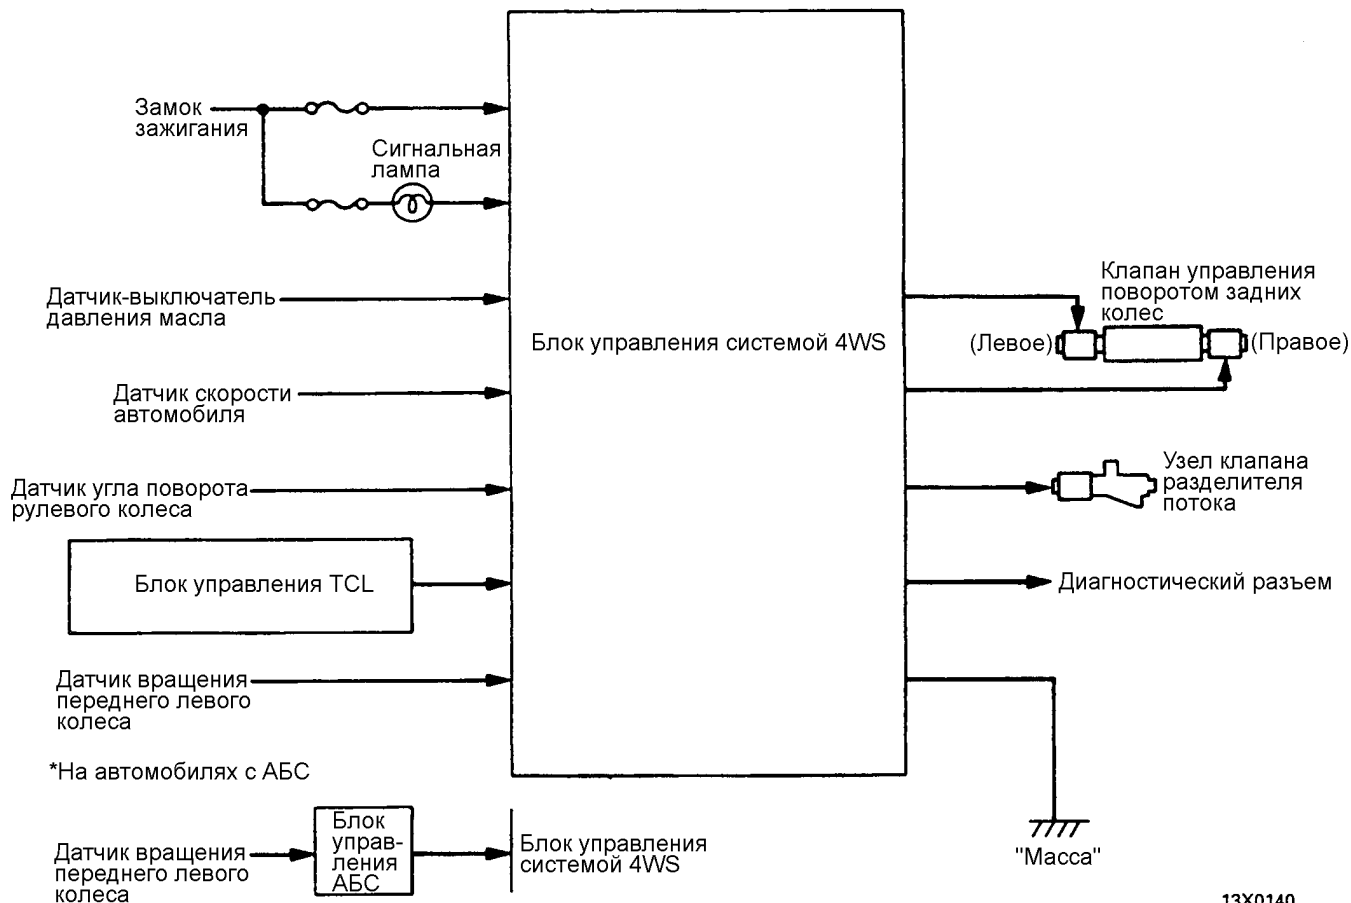 Замок
зажигания
Сигнальная
лампа
Датчик-выключатель
давления масла
Датчик скорости
автомобиля
Датчик угла поворота
рулевого колеса
Блок управления TCL
Датчик вращения
переднего левого
колеса
*На автомобилях с АБС
Датчик вращения
переднего левого
колеса
Блок
управ-
ления
АБС
Блок управления
системой 4WS
Блок управления системой 4WS
Клапан управления
поворотом задних
колес
(Левое)
(Правое)
Узел клапана
разделителя
потока
Диагностический разъем
"Масса"
13X0140